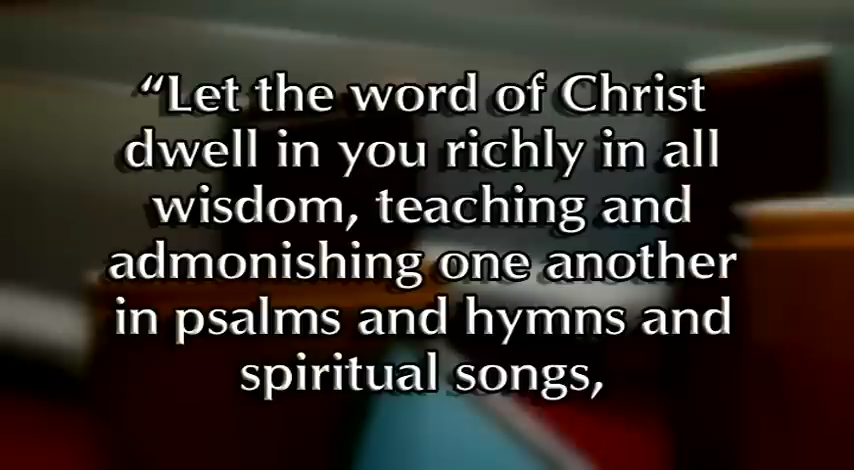 “Let the word of Christ
dwell in you richly in all
wisdom, teaching and
admonishing one another
in psalms and hymns and
spiritual songs,